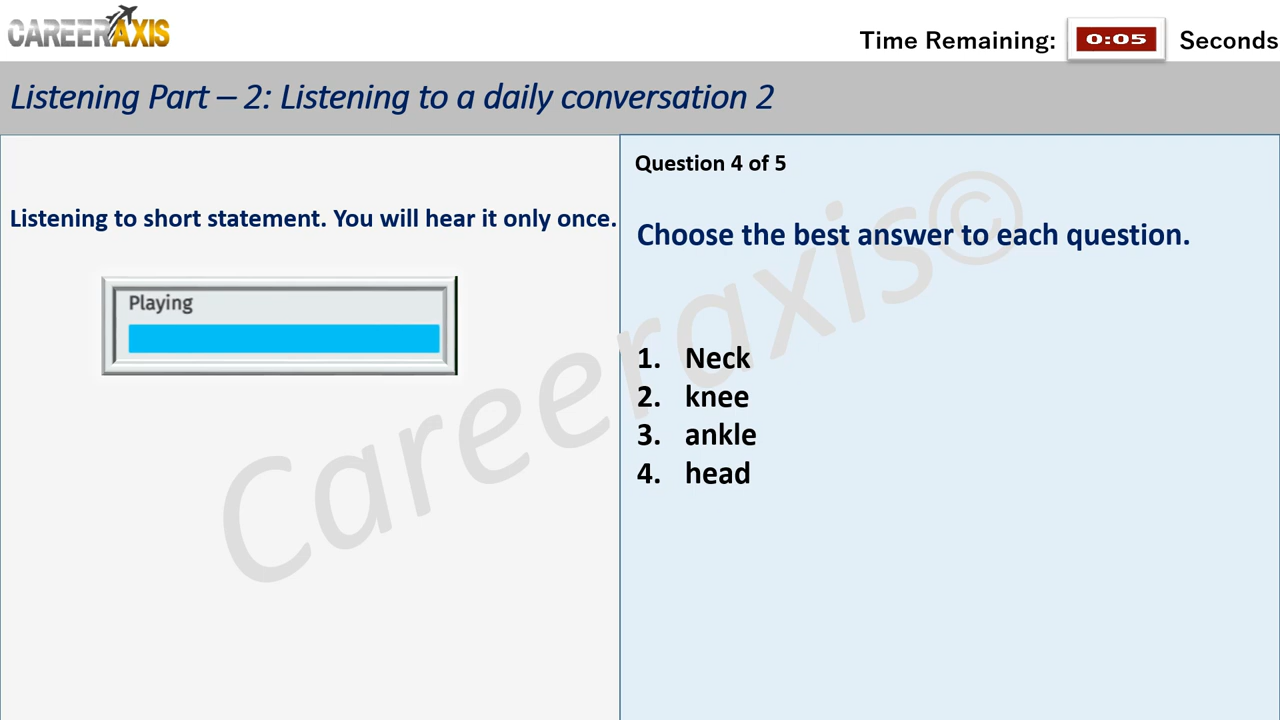 CAREERAXIS
Time Remaining: 0:05 Seconds
Listening Part – 2: Listening to a daily conversation 2
Listening to short statement. You will hear it only once.
Playing
Question 4 of 5
Choose the best answer to each question.
1. Neck
2. knee
3. ankle
4. head
Careeraxis©